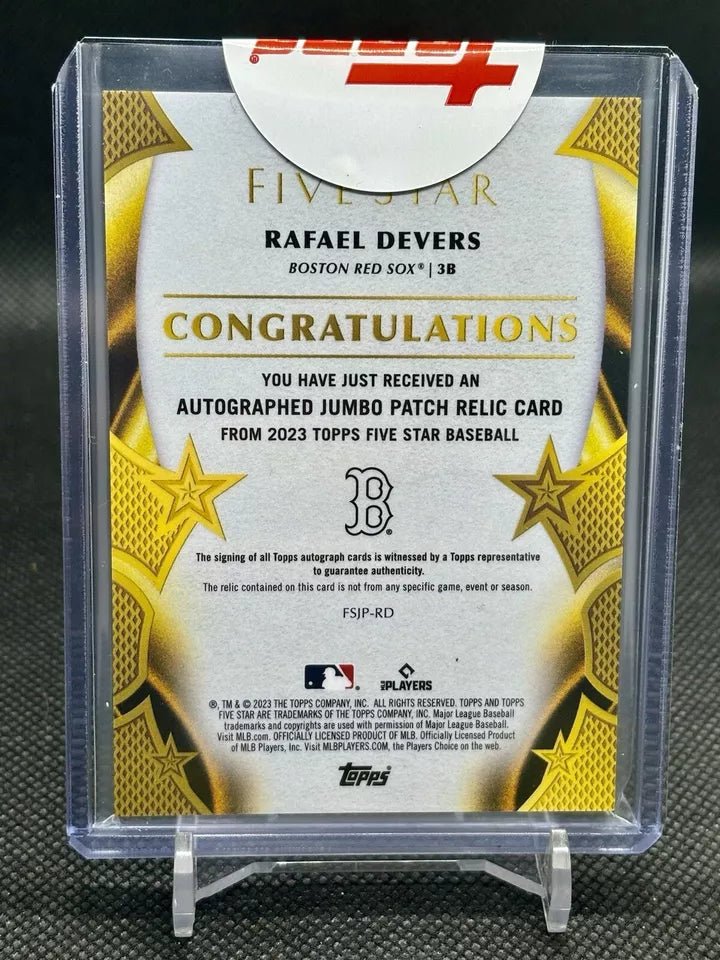 FIVE STAR
RAFAEL DEVERS
BOSTON RED SOX® | 3B
CONGRATULATIONS
YOU HAVE JUST RECEIVED AN
AUTOGRAPHED JUMBO PATCH RELIC CARD
FROM 2023 TOPPS FIVE STAR BASEBALL
B®
The signing of all Topps autograph cards is witnessed by a Topps representative
to guarantee authenticity.
The relic contained on this card is not from any specific game, event or season.
FSJP-RD
MLB PLAYERS
®, TM & © 2023 THE TOPPS COMPANY, INC. ALL RIGHTS RESERVED. TOPPS AND TOPPS
FIVE STAR ARE TRADEMARKS OF THE TOPPS COMPANY, INC. Major League Baseball
trademarks and copyrights are used with permission of Major League Baseball.
Visit MLB.com. OFFICIALLY LICENSED PRODUCT OF MLB. Officially Licensed Product
of MLB Players, Inc. Visit MLBPLAYERS.COM, the Players Choice on the web.
topps®